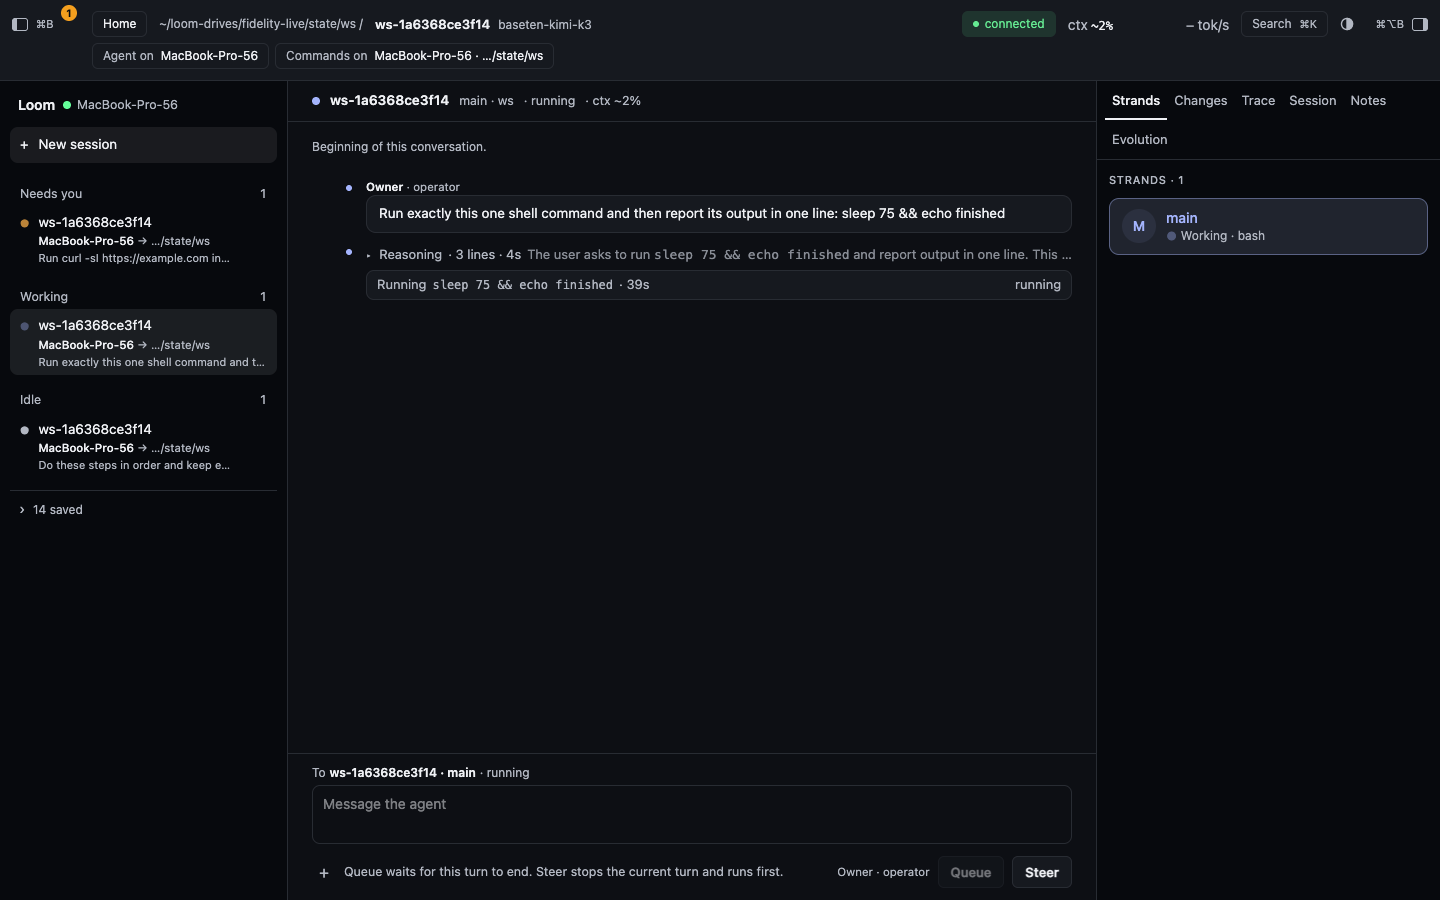 ⌘B
1
Home
~/loom-drives/fidelity-live/state/ws / ws-1a6368ce3f14 baseten-kimi-k3
connected
ctx ~2%
– tok/s
Search ⌘K
⌘⌥B
Agent on MacBook-Pro-56
Commands on MacBook-Pro-56 · …/state/ws
Loom MacBook-Pro-56
+ New session
Needs you 1
ws-1a6368ce3f14
MacBook-Pro-56 → …/state/ws
Run curl -sI https://example.com in…
Working 1
ws-1a6368ce3f14
MacBook-Pro-56 → …/state/ws
Run exactly this one shell command and t…
Idle 1
ws-1a6368ce3f14
MacBook-Pro-56 → …/state/ws
Do these steps in order and keep e…
› 14 saved
ws-1a6368ce3f14 main · ws · running · ctx ~2%
Beginning of this conversation.
Owner · operator
Run exactly this one shell command and then report its output in one line: sleep 75 && echo finished
▸ Reasoning · 3 lines · 4s The user asks to run sleep 75 && echo finished and report output in one line. This …
Running sleep 75 && echo finished · 39s running
To ws-1a6368ce3f14 · main · running
Message the agent
+ Queue waits for this turn to end. Steer stops the current turn and runs first.
Owner · operator
Queue
Steer
Strands Changes Trace Session Notes
Evolution
STRANDS · 1
M
main
Working · bash